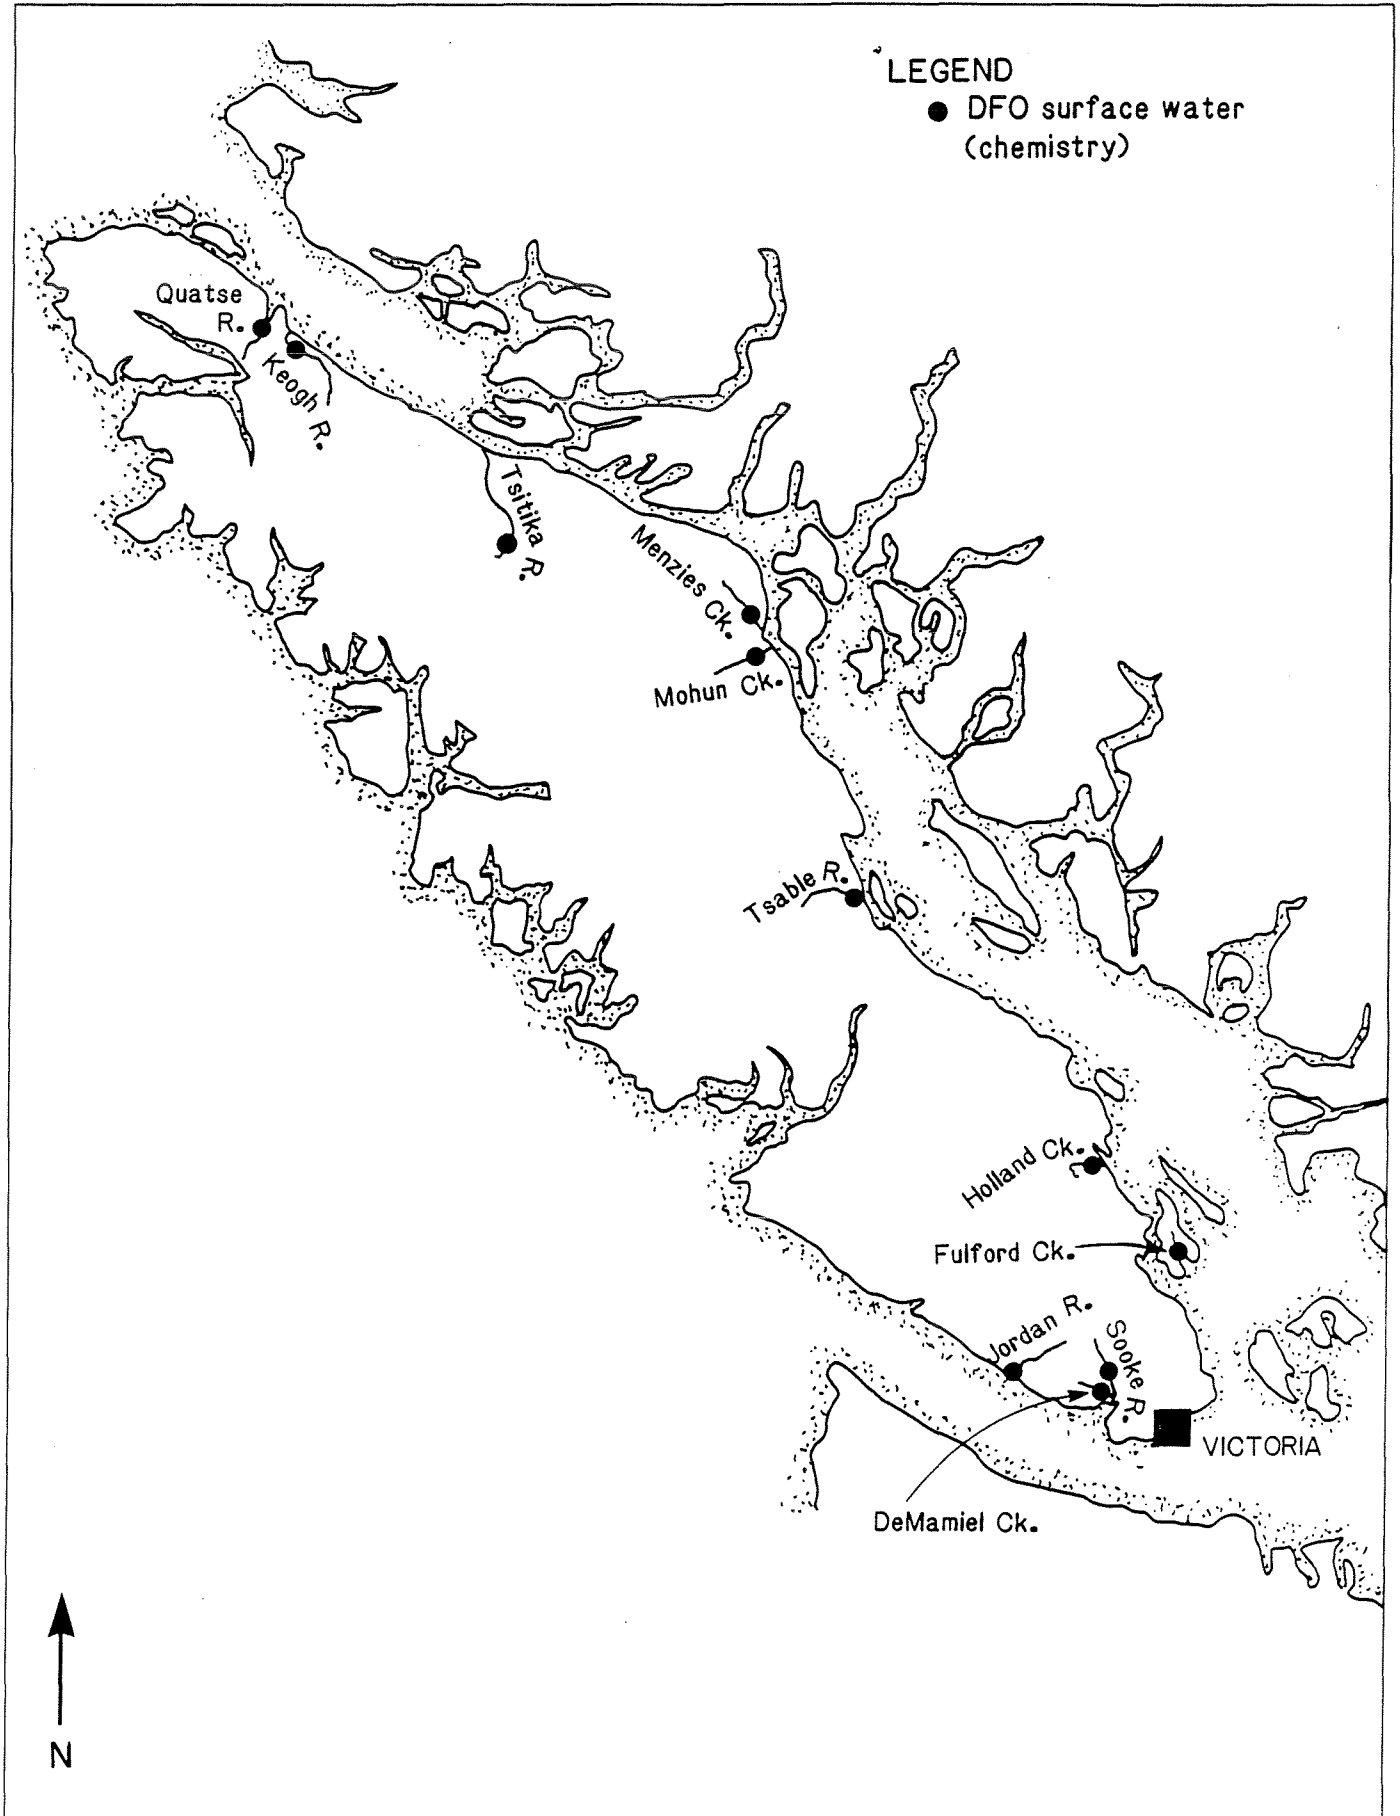 LEGEND
DFO surface water
(chemistry)
Quatse
R.
Keogh R.
Tsitika R.
Menzies Ck.
Mohun Ck.
Tsable R.
Holland Ck.
Fulford Ck.
Jordan R.
Sooke R.
VICTORIA
DeMamiel Ck.
N